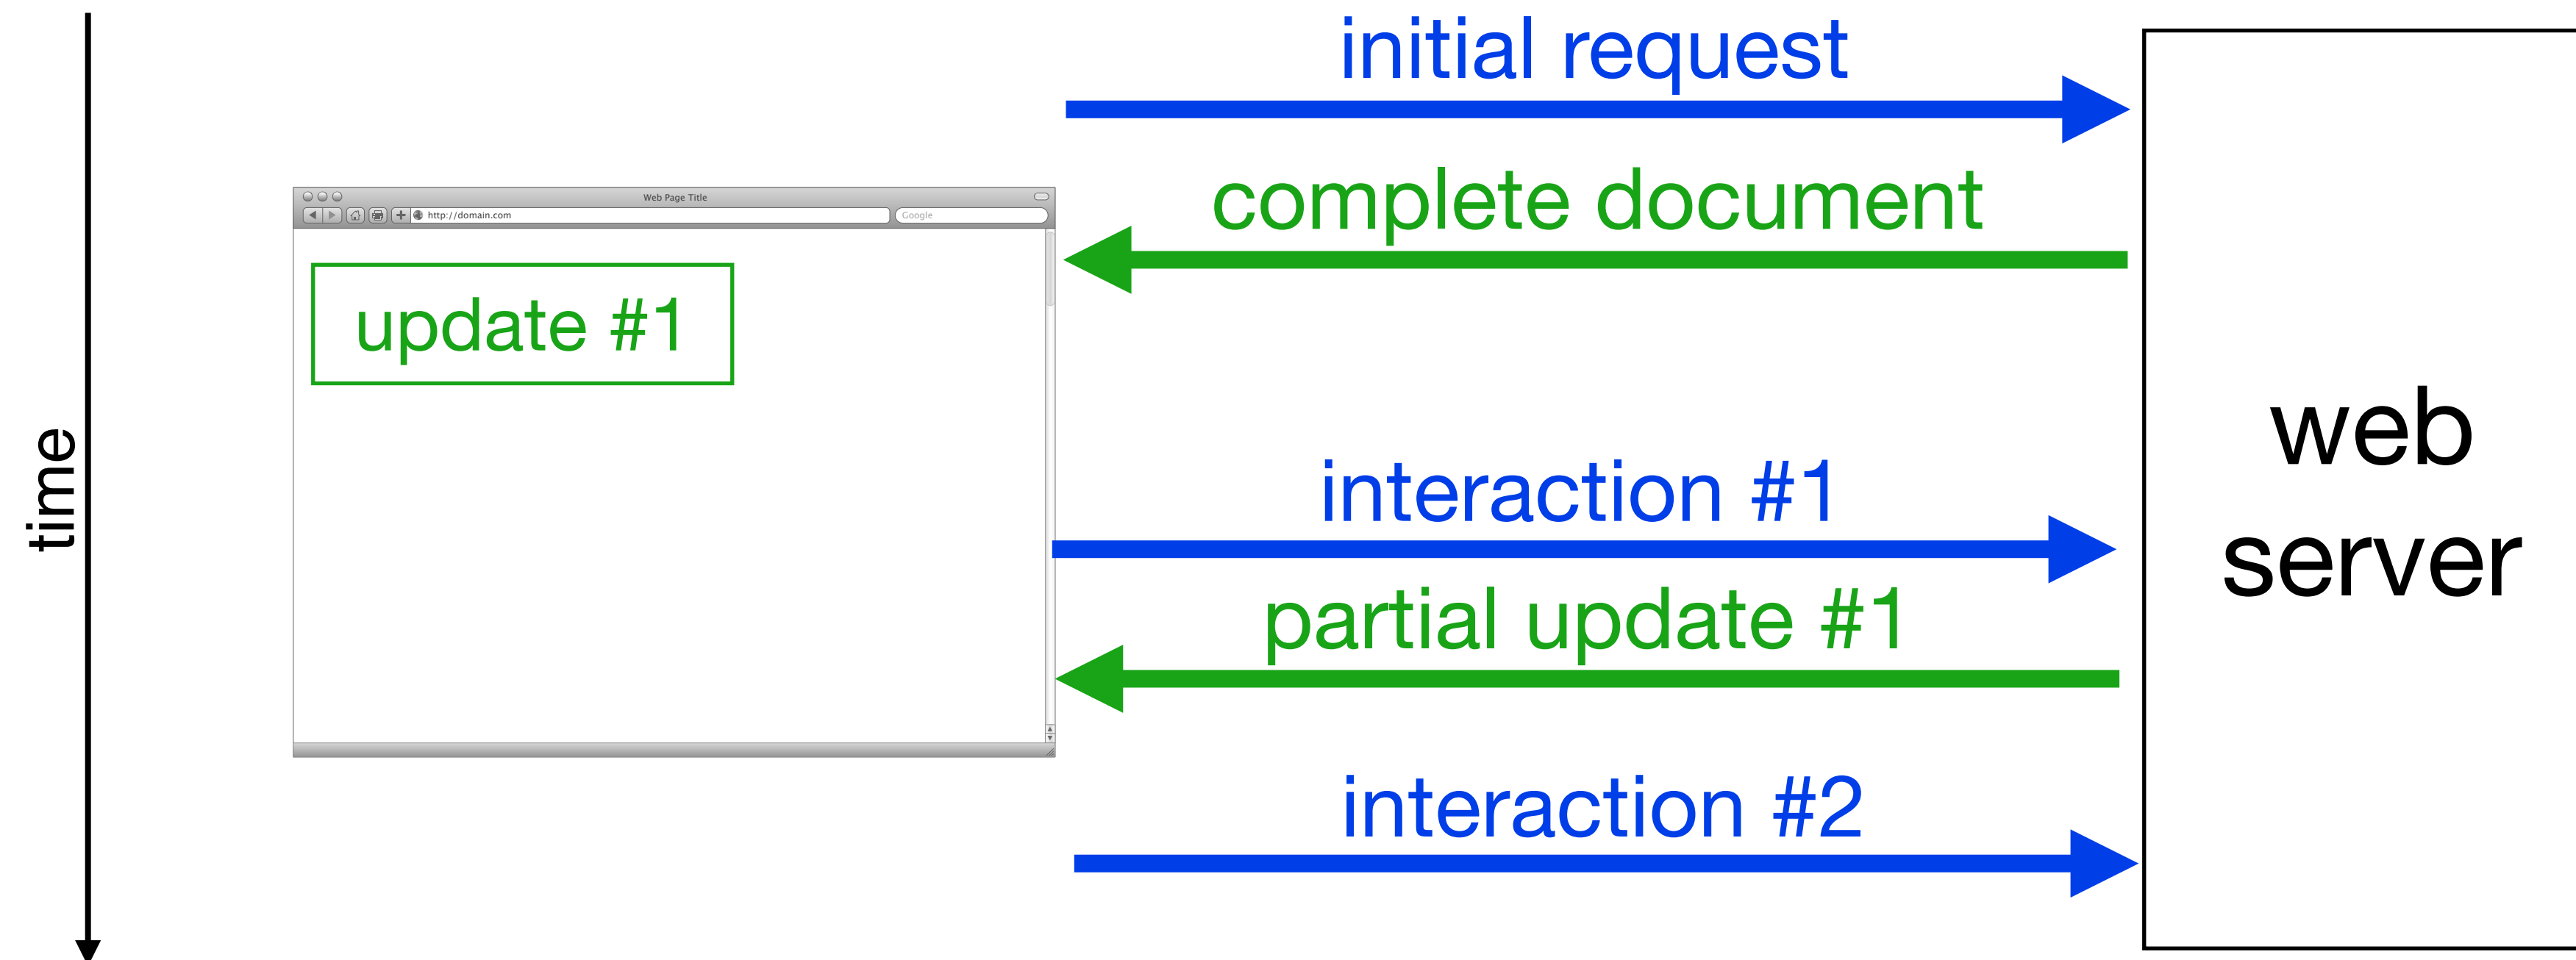 initial request
complete document
Web Page Title
http://domain.com
Google
update #1
time
interaction #1
partial update #1
interaction #2
web
server